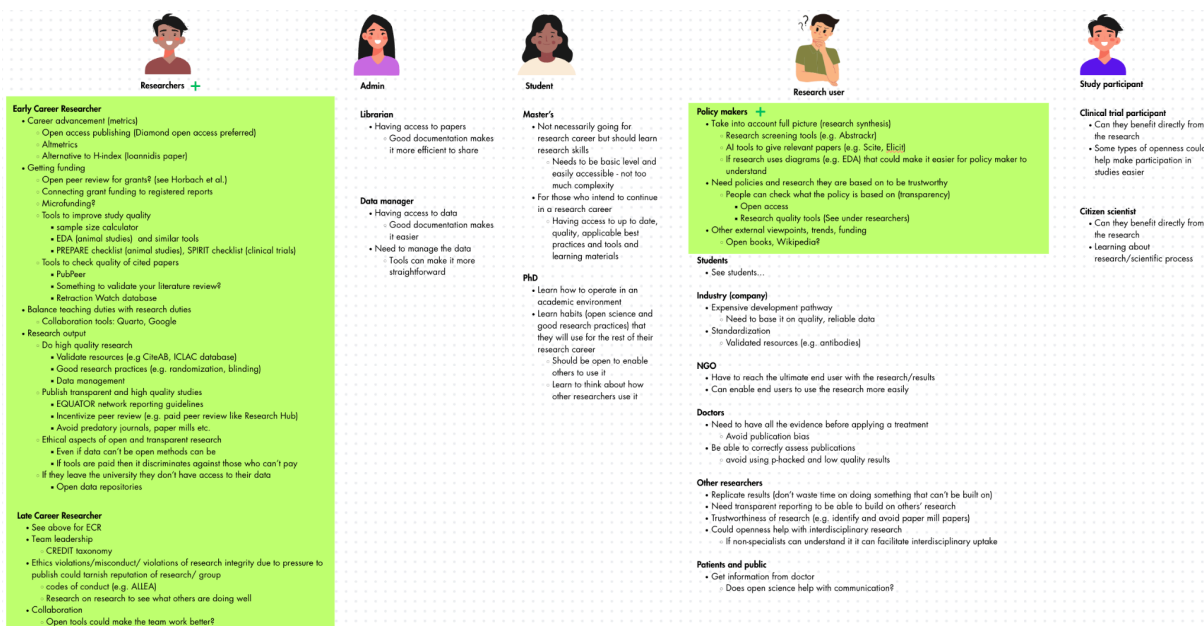 Researchers +
Early Career Researcher
• Career advancement (metrics)
◦ Open access publishing (Diamond open access preferred)
◦ Altmetrics
◦ Alternative to H-index (Ioannidis paper)
• Getting funding
◦ Open peer review for grants? (see Horbach et al.)
◦ Connecting grant funding to registered reports
◦ Microfunding?
◦ Tools to improve study quality
▪ sample size calculator
▪ EDA (animal studies) and similar tools
▪ PREPARE checklist (animal studies), SPIRIT checklist (clinical trials)
◦ Tools to check quality of cited papers
▪ PubPeer
▪ Something to validate your literature review?
▪ Retraction Watch database
• Balance teaching duties with research duties
◦ Collaboration tools: Quarto, Google
• Research output
◦ Do high quality research
▪ Validate resources (e.g CiteAB, ICLAC database)
▪ Good research practices (e.g. randomization, blinding)
▪ Data management
◦ Publish transparent and high quality studies
▪ EQUATOR network reporting guidelines
▪ Incentivize peer review (e.g. paid peer review like Research Hub)
▪ Avoid predatory journals, paper mills etc.
◦ Ethical aspects of open and transparent research
▪ Even if data can't be open methods can be
▪ If tools are paid then it discriminates against those who can't pay
◦ If they leave the university they don't have access to their data
▪ Open data repositories
Late Career Researcher
• See above for ECR
• Team leadership
◦ CREDIT taxonomy
• Ethics violations/misconduct/ violations of research integrity due to pressure to
publish could tarnish reputation of research/ group
◦ codes of conduct (e.g. ALLEA)
◦ Research on research to see what others are doing well
• Collaboration
◦ Open tools could make the team work better?
Admin
Librarian
• Having access to papers
◦ Good documentation makes
it more efficient to share
Data manager
• Having access to data
◦ Good documentation makes
it easier
• Need to manage the data
◦ Tools can make it more
straightforward
Student
Master's
• Not necessarily going for
research career but should learn
research skills
◦ Needs to be basic level and
easily accessible - not too
much complexity
• For those who intend to continue
in a research career
◦ Having access to up to date,
quality, applicable best
practices and tools and
learning materials
PhD
• Learn how to operate in an
academic environment
• Learn habits (open science and
good research practices) that
they will use for the rest of their
research career
◦ Should be open to enable
others to use it
◦ Learn to think about how
other researchers use it
??
Research user
Policy makers +
• Take into account full picture (research synthesis)
◦ Research screening tools (e.g. Abstrackr)
◦ AI tools to give relevant papers (e.g. Scite, Elicit)
◦ If research uses diagrams (e.g. EDA) that could make it easier for policy maker to
understand
• Need policies and research they are based on to be trustworthy
◦ People can check what the policy is based on (transparency)
▪ Open access
▪ Research quality tools (See under researchers)
• Other external viewpoints, trends, funding
◦ Open books, Wikipedia?
Students
• See students...
Industry (company)
• Expensive development pathway
◦ Need to base it on quality, reliable data
• Standardization
◦ Validated resources (e.g. antibodies)
NGO
• Have to reach the ultimate end user with the research/results
• Can enable end users to use the research more easily
Doctors
• Need to have all the evidence before applying a treatment
◦ Avoid publication bias
• Be able to correctly assess publications
◦ avoid using p-hacked and low quality results
Other researchers
• Replicate results (don't waste time on doing something that can't be built on)
• Need transparent reporting to be able to build on others' research
• Trustworthiness of research (e.g. identify and avoid paper mill papers)
• Could openness help with interdisciplinary research
◦ If non-specialists can understand it it can facilitate interdisciplinary uptake
Patients and public
• Get information from doctor
◦ Does open science help with communication?
Study participant
Clinical trial participant
• Can they benefit directly from
the research
• Some types of openness could
help make participation in
studies easier
Citizen scientist
• Can they benefit directly from
the research
• Learning about
research/scientific process